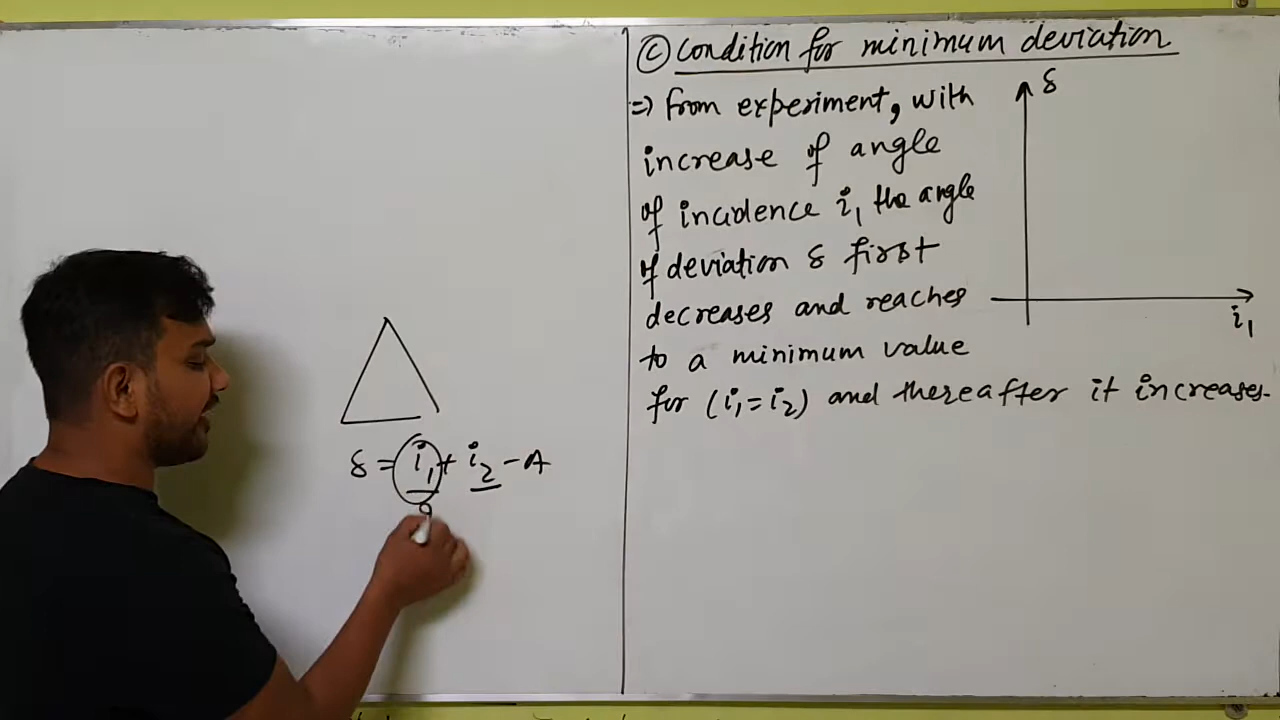 δ = i₁ + i₂ - A
Ⓒ condition for minimum deviation
=> from experiment, with
increase of angle
of incidence i₁ the angle
of deviation δ first
decreases and reaches
to a minimum value
for (i₁ = i₂) and thereafter it increases.
δ
i₁